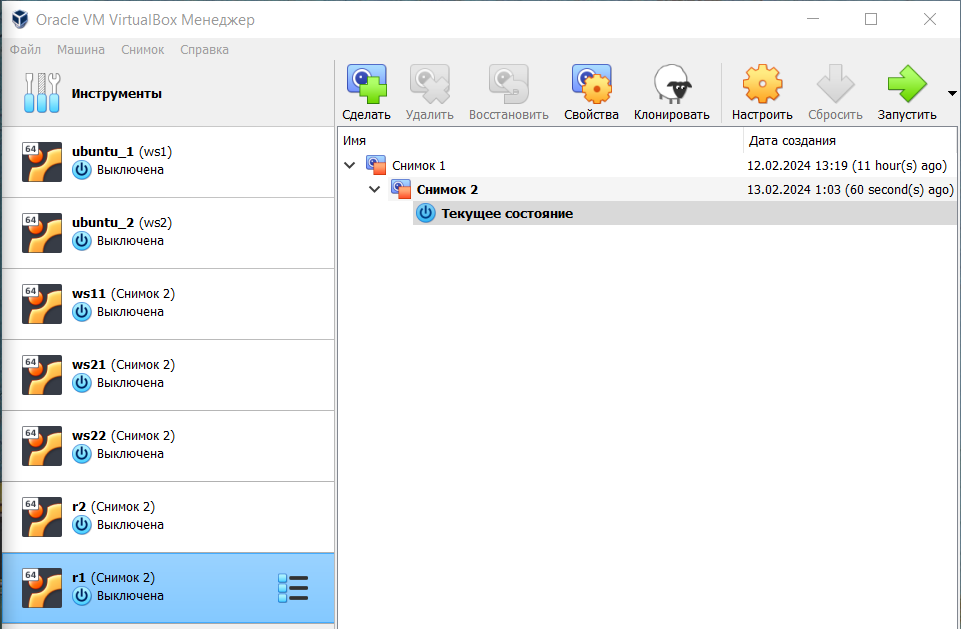 Oracle VM VirtualBox Менеджер
Файл Машина Снимок Справка
Инструменты
Сделать Удалить Восстановить Свойства Клонировать Настроить Сбросить Запустить
Имя Дата создания
Снимок 1 12.02.2024 13:19 (11 hour(s) ago)
Снимок 2 13.02.2024 1:03 (60 second(s) ago)
Текущее состояние
64 ubuntu_1 (ws1)
Выключена
64 ubuntu_2 (ws2)
Выключена
64 ws11 (Снимок 2)
Выключена
64 ws21 (Снимок 2)
Выключена
64 ws22 (Снимок 2)
Выключена
64 r2 (Снимок 2)
Выключена
64 r1 (Снимок 2)
Выключена